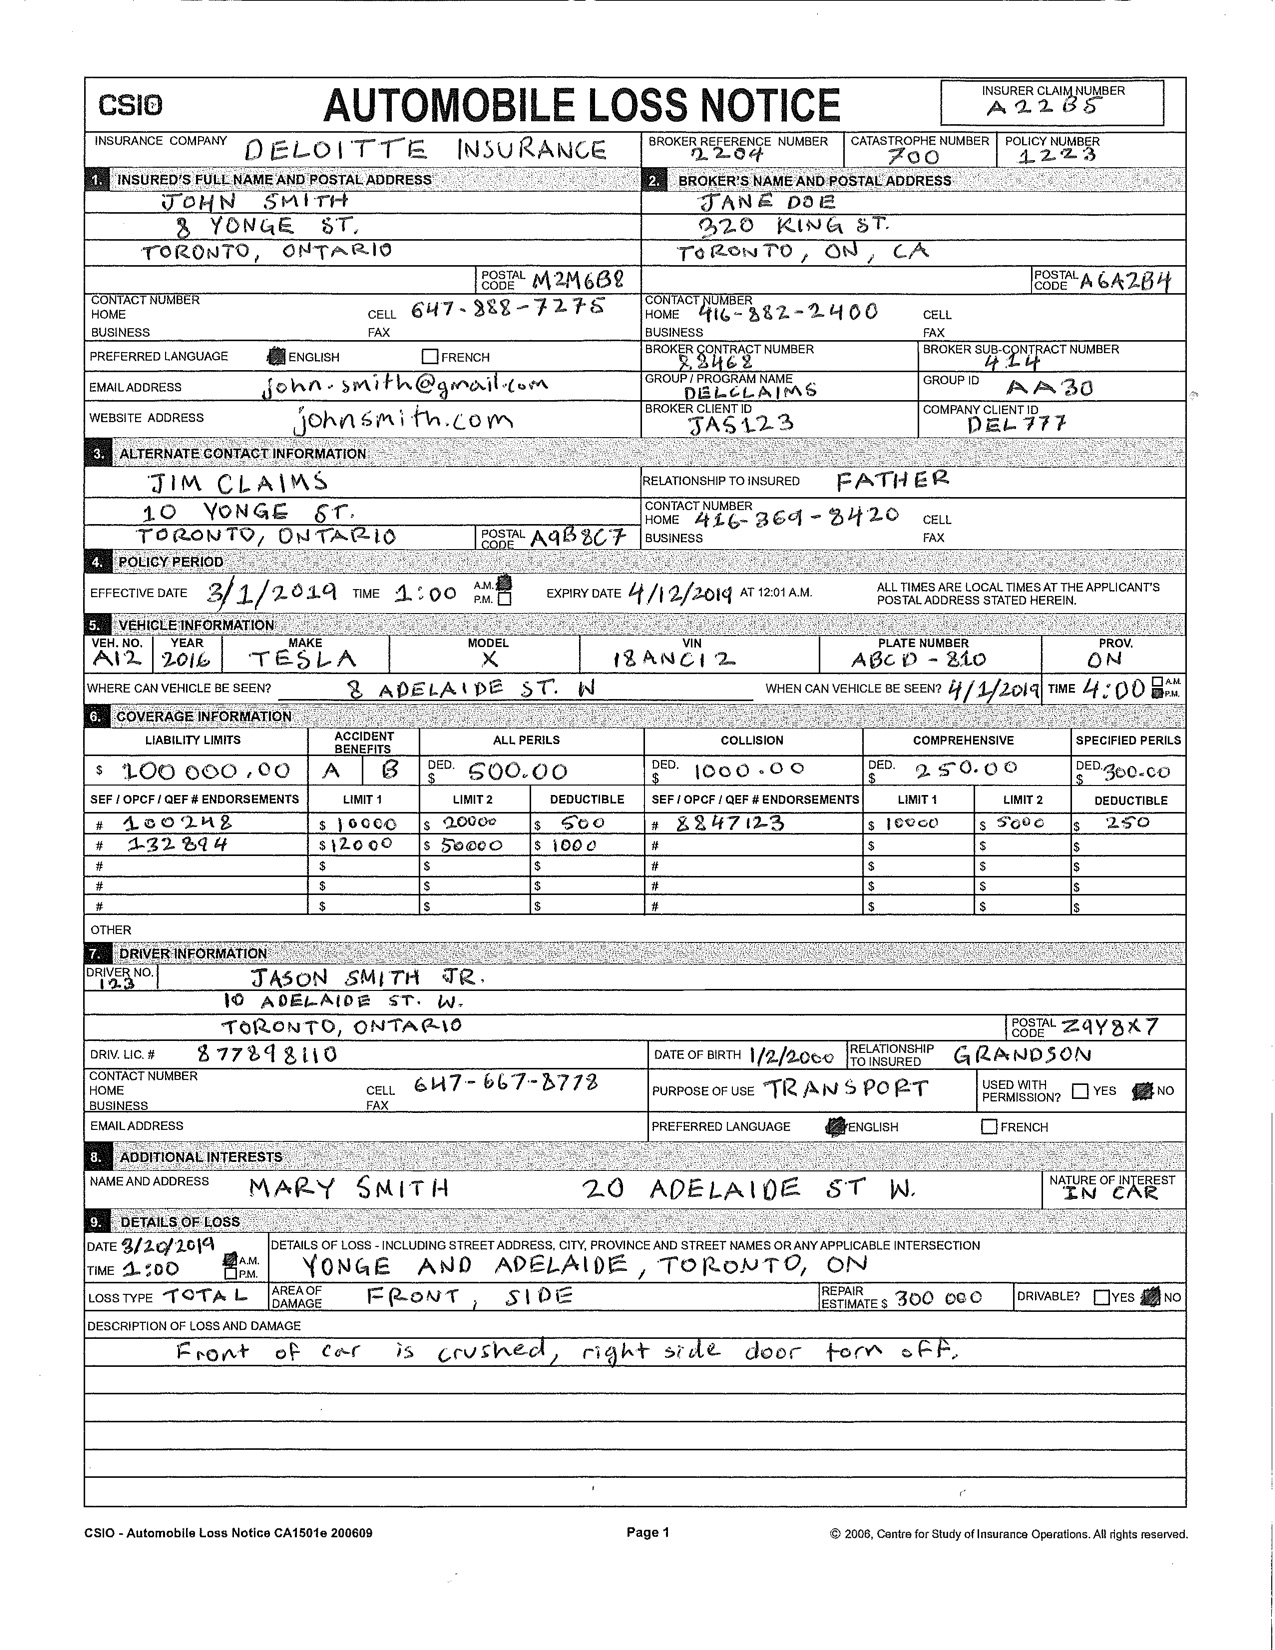 CSIO AUTOMOBILE LOSS NOTICE
INSURER CLAIM NUMBER
A22B5
INSURANCE COMPANY DELOITTE INSURANCE
BROKER REFERENCE NUMBER
2204
CATASTROPHE NUMBER
700
POLICY NUMBER
1223
1. INSURED'S FULL NAME AND POSTAL ADDRESS
JOHN SMITH
8 YONGE ST.
TORONTO, ONTARIO
POSTAL CODE M2M6B8
CONTACT NUMBER
HOME CELL 647-888-7275
BUSINESS FAX
PREFERRED LANGUAGE ENGLISH FRENCH
EMAIL ADDRESS john.smith@gmail.com
WEBSITE ADDRESS johnsmith.com
2. BROKER'S NAME AND POSTAL ADDRESS
JANE DOE
320 KING ST.
TORONTO, ON, CA
POSTAL CODE A6A2B4
CONTACT NUMBER
HOME 416-882-2400 CELL
BUSINESS FAX
BROKER CONTRACT NUMBER
88468
BROKER SUB-CONTRACT NUMBER
414
GROUP / PROGRAM NAME
DELCLAIMS
GROUP ID AA30
BROKER CLIENT ID
JAS123
COMPANY CLIENT ID
DEL777
3. ALTERNATE CONTACT INFORMATION
JIM CLAIMS
10 YONGE ST.
TORONTO, ONTARIO
POSTAL CODE A9B8C7
RELATIONSHIP TO INSURED FATHER
CONTACT NUMBER
HOME 416-369-8420 CELL
BUSINESS FAX
4. POLICY PERIOD
EFFECTIVE DATE 3/1/2019 TIME 1:00 A.M. P.M. EXPIRY DATE 4/12/2019 AT 12:01 A.M.
ALL TIMES ARE LOCAL TIMES AT THE APPLICANT'S
POSTAL ADDRESS STATED HEREIN.
5. VEHICLE INFORMATION
VEH. NO. YEAR MAKE MODEL VIN PLATE NUMBER PROV.
A12 2016 TESLA X 18ANC12 ABCD-810 ON
WHERE CAN VEHICLE BE SEEN? 8 ADELAIDE ST. W WHEN CAN VEHICLE BE SEEN? 4/1/2019 TIME 4:00 A.M. P.M.
6. COVERAGE INFORMATION
LIABILITY LIMITS ACCIDENT BENEFITS ALL PERILS COLLISION COMPREHENSIVE SPECIFIED PERILS
$ 100 000.00 A B DED. $ 500.00 DED. $ 1000.00 DED. $ 250.00 DED. $ 300.00
SEF / OPCF / QEF # ENDORSEMENTS LIMIT 1 LIMIT 2 DEDUCTIBLE SEF / OPCF / QEF # ENDORSEMENTS LIMIT 1 LIMIT 2 DEDUCTIBLE
# 100248 $ 10000 $ 20000 $ 500 # 8847123 $ 10000 $ 5000 $ 250
# 132894 $ 12000 $ 50000 $ 1000 # $ $ $
# $ $ $ # $ $ $
# $ $ $ # $ $ $
# $ $ $ # $ $ $
OTHER
7. DRIVER INFORMATION
DRIVER NO.
123
JASON SMITH JR.
10 ADELAIDE ST. W.
TORONTO, ONTARIO
POSTAL CODE Z9Y8X7
DRIV. LIC. # 877898110 DATE OF BIRTH 1/2/2000 RELATIONSHIP TO INSURED GRANDSON
CONTACT NUMBER
HOME CELL 647-667-8778
BUSINESS FAX
PURPOSE OF USE TRANSPORT USED WITH PERMISSION? YES NO
EMAIL ADDRESS PREFERRED LANGUAGE ENGLISH FRENCH
8. ADDITIONAL INTERESTS
NAME AND ADDRESS MARY SMITH 20 ADELAIDE ST W.
NATURE OF INTEREST
IN CAR
9. DETAILS OF LOSS
DATE 3/20/2019
TIME 1:00 A.M. P.M.
DETAILS OF LOSS - INCLUDING STREET ADDRESS, CITY, PROVINCE AND STREET NAMES OR ANY APPLICABLE INTERSECTION
YONGE AND ADELAIDE, TORONTO, ON
LOSS TYPE TOTAL AREA OF DAMAGE FRONT, SIDE REPAIR ESTIMATE $ 300 000 DRIVABLE? YES NO
DESCRIPTION OF LOSS AND DAMAGE
Front of car is crushed, right side door torn off.
CSIO - Automobile Loss Notice CA1501e 200609 Page 1 © 2006, Centre for Study of Insurance Operations. All rights reserved.